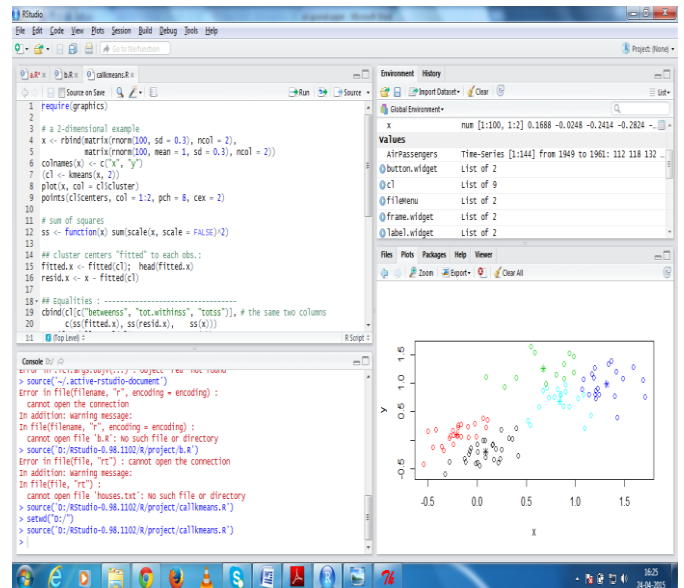 RStudio
File Edit Code View Plots Session Build Debug Tools Help
Go to file/function
Project: (None)
a.R* b.R callkmeans.R
Source on Save Run Source
1 require(graphics)
2
3 # a 2-dimensional example
4 x <- rbind(matrix(rnorm(100, sd = 0.3), ncol = 2),
5 matrix(rnorm(100, mean = 1, sd = 0.3), ncol = 2))
6 colnames(x) <- c("x", "y")
7 (cl <- kmeans(x, 2))
8 plot(x, col = cl$cluster)
9 points(cl$centers, col = 1:2, pch = 8, cex = 2)
10
11 # sum of squares
12 ss <- function(x) sum(scale(x, scale = FALSE)^2)
13
14 ## cluster centers "fitted" to each obs.:
15 fitted.x <- fitted(cl); head(fitted.x)
16 resid.x <- x - fitted(cl)
17
18 ## Equalities : ----------------------------------
19 cbind(cl[c("betweenss", "tot.withinss", "totss")], # the same two columns
20 c(ss(fitted.x), ss(resid.x), ss(x)))
1:1 (Top Level) R Script
Console D:/
object 'red' not found
> source('~/.active-rstudio-document')
Error in file(filename, "r", encoding = encoding) :
cannot open the connection
In addition: Warning message:
In file(filename, "r", encoding = encoding) :
cannot open file 'b.R': No such file or directory
> source('D:/RStudio-0.98.1102/R/project/b.R')
Error in file(file, "rt") : cannot open the connection
In addition: Warning message:
In file(file, "rt") :
cannot open file 'houses.txt': No such file or directory
> source('D:/RStudio-0.98.1102/R/project/callkmeans.R')
> setwd("D:/")
> source('D:/RStudio-0.98.1102/R/project/callkmeans.R')
>
Environment History
Import Dataset Clear List
Global Environment
x num [1:100, 1:2] 0.1688 -0.0248 -0.2414 -0.2824 -...
Values
AirPassengers Time-Series [1:144] from 1949 to 1961: 112 118 132 ...
button.widget List of 2
cl List of 9
fileMenu List of 2
frame.widget List of 2
label.widget List of 2
Files Plots Packages Help Viewer
Zoom Export Clear All
y
1.5
1.0
0.5
-0.5
-0.5 0.0 0.5 1.0 1.5
x
16:25
24-04-2015